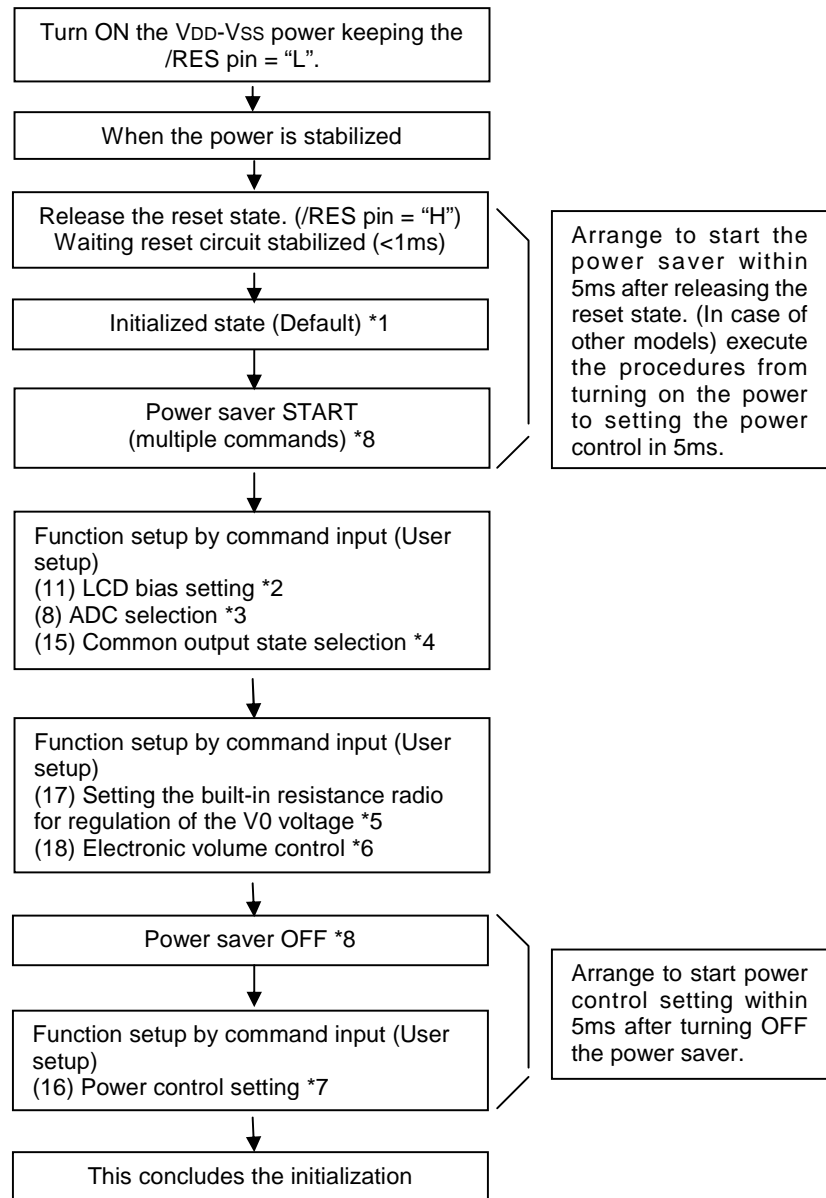 Turn ON the VDD-VSS power keeping the
/RES pin = “L”.
When the power is stabilized
Release the reset state. (/RES pin = “H”)
Waiting reset circuit stabilized (<1ms)
Initialized state (Default) *1
Power saver START
(multiple commands) *8
Arrange to start the
power saver within
5ms after releasing the
reset state. (In case of
other models) execute
the procedures from
turning on the power
to setting the power
control in 5ms.
Function setup by command input (User
setup)
(11) LCD bias setting *2
(8) ADC selection *3
(15) Common output state selection *4
Function setup by command input (User
setup)
(17) Setting the built-in resistance radio
for regulation of the V0 voltage *5
(18) Electronic volume control *6
Power saver OFF *8
Function setup by command input (User
setup)
(16) Power control setting *7
Arrange to start power
control setting within
5ms after turning OFF
the power saver.
This concludes the initialization